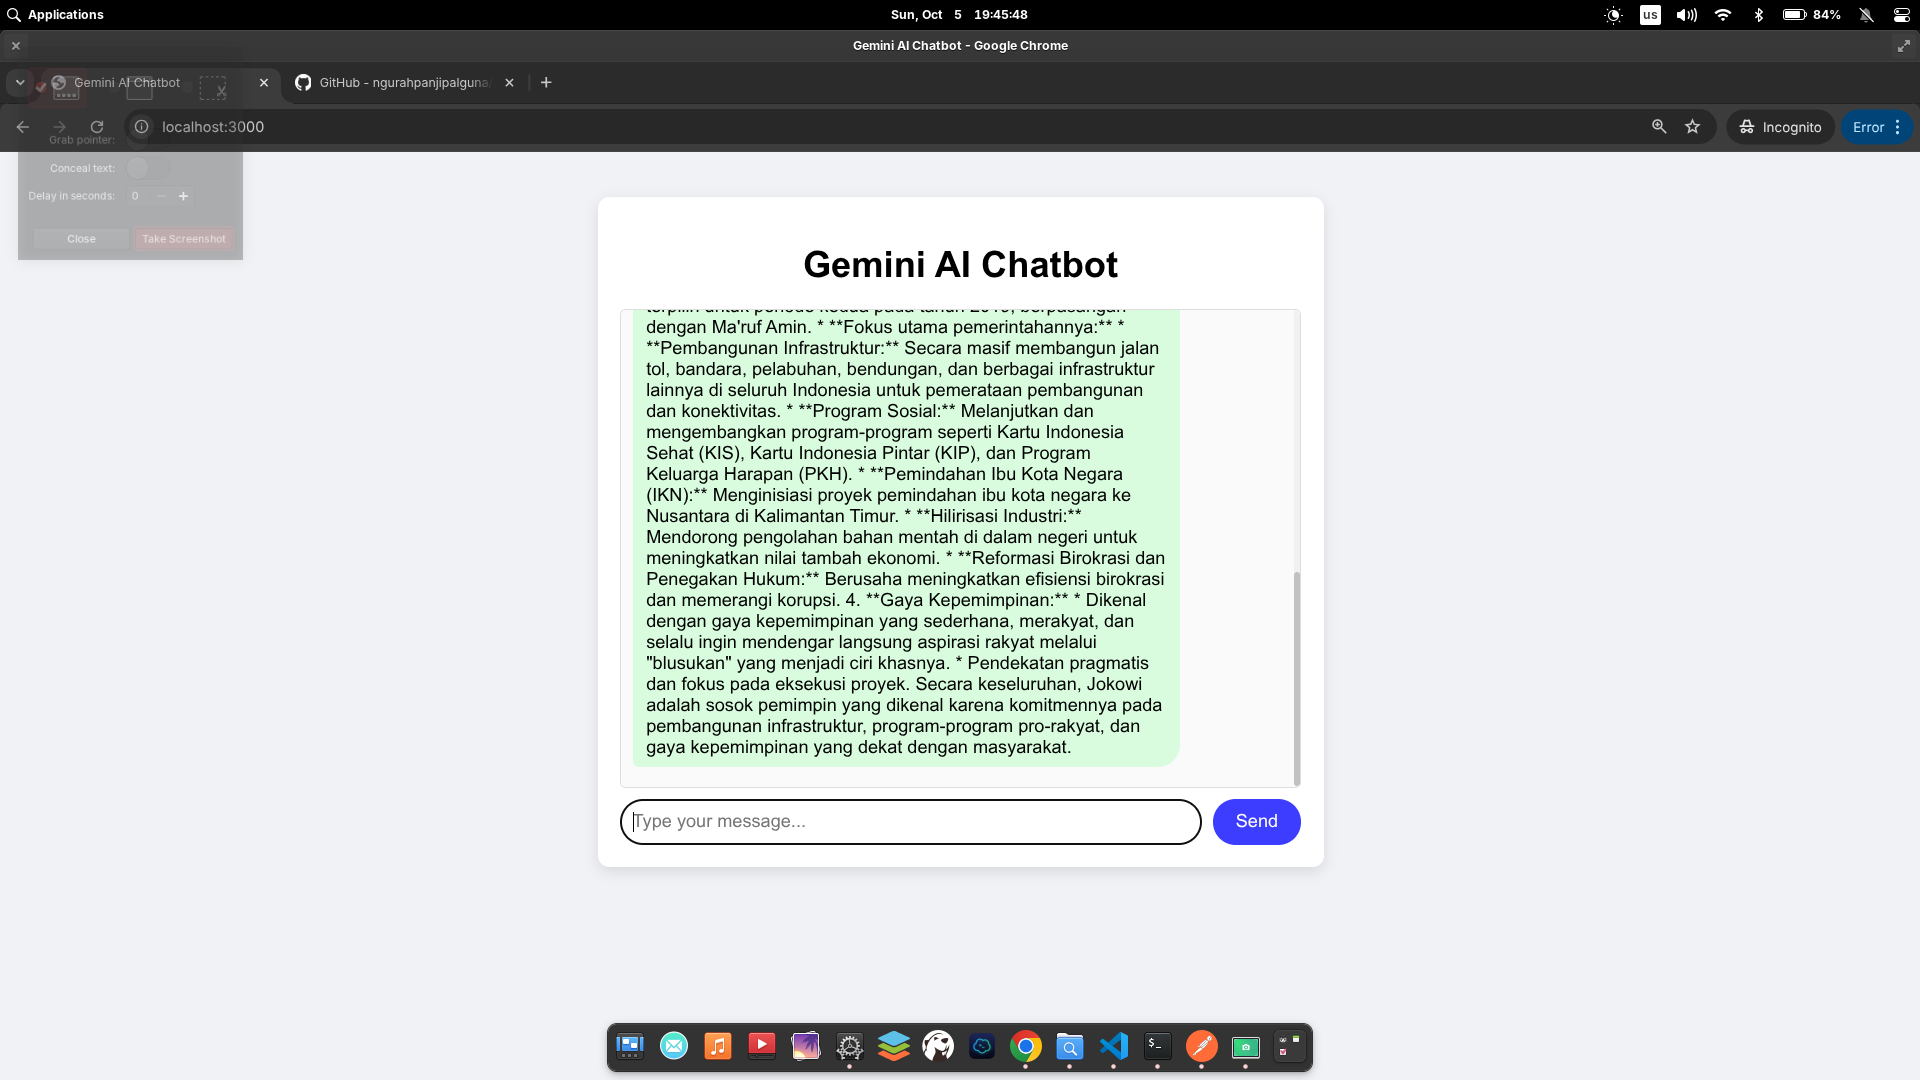 Applications
Sun, Oct 5 19:45:48
us
84%
Gemini AI Chatbot - Google Chrome
Gemini AI Chatbot
GitHub - ngurahpanjipalguna
localhost:3000
Incognito
Error
Grab pointer:
Conceal text:
Delay in seconds: 0
Close
Take Screenshot
Gemini AI Chatbot
terpilih untuk periode kedua pada tahun 2019, berpasangan
dengan Ma'ruf Amin. * **Fokus utama pemerintahannya:** *
**Pembangunan Infrastruktur:** Secara masif membangun jalan
tol, bandara, pelabuhan, bendungan, dan berbagai infrastruktur
lainnya di seluruh Indonesia untuk pemerataan pembangunan
dan konektivitas. * **Program Sosial:** Melanjutkan dan
mengembangkan program-program seperti Kartu Indonesia
Sehat (KIS), Kartu Indonesia Pintar (KIP), dan Program
Keluarga Harapan (PKH). * **Pemindahan Ibu Kota Negara
(IKN):** Menginisiasi proyek pemindahan ibu kota negara ke
Nusantara di Kalimantan Timur. * **Hilirisasi Industri:**
Mendorong pengolahan bahan mentah di dalam negeri untuk
meningkatkan nilai tambah ekonomi. * **Reformasi Birokrasi dan
Penegakan Hukum:** Berusaha meningkatkan efisiensi birokrasi
dan memerangi korupsi. 4. **Gaya Kepemimpinan:** * Dikenal
dengan gaya kepemimpinan yang sederhana, merakyat, dan
selalu ingin mendengar langsung aspirasi rakyat melalui
"blusukan" yang menjadi ciri khasnya. * Pendekatan pragmatis
dan fokus pada eksekusi proyek. Secara keseluruhan, Jokowi
adalah sosok pemimpin yang dikenal karena komitmennya pada
pembangunan infrastruktur, program-program pro-rakyat, dan
gaya kepemimpinan yang dekat dengan masyarakat.
Type your message...
Send